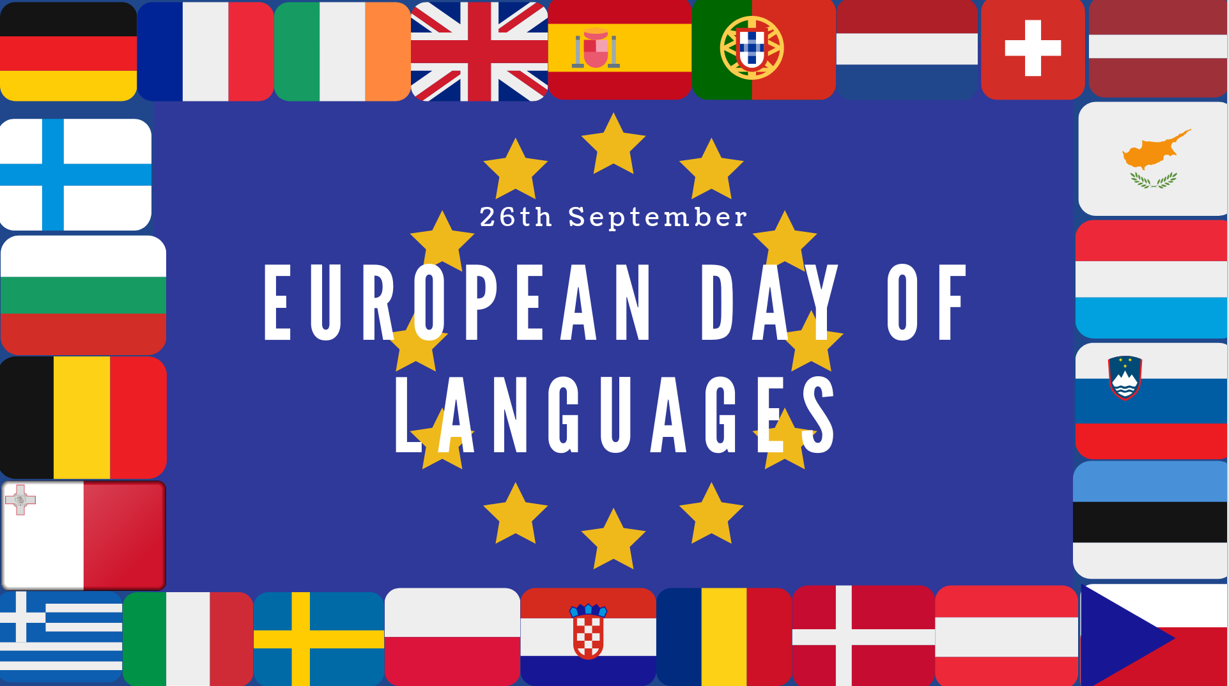 26th September
EUROPEAN DAY OF
LANGUAGES